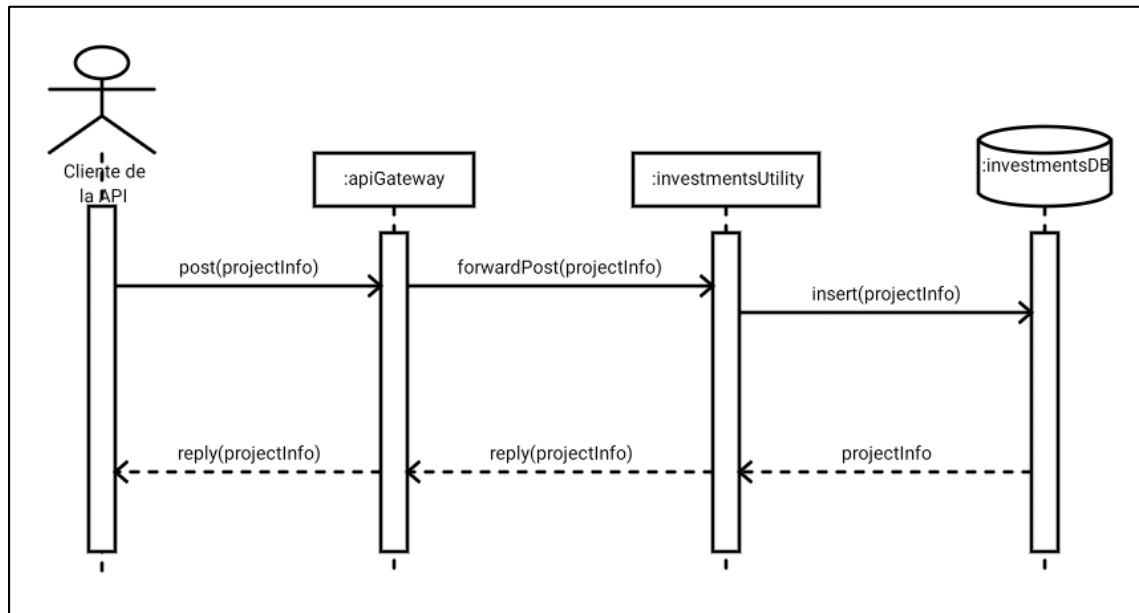 Cliente de
la API
:apiGateway
:investmentsUtility
:investmentsDB
post(projectInfo)
forwardPost(projectInfo)
insert(projectInfo)
reply(projectInfo)
reply(projectInfo)
projectInfo